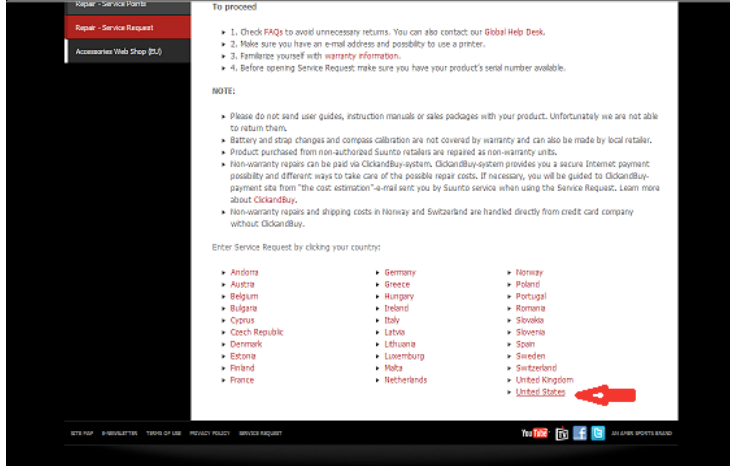 Repair - Service Points
Repair - Service Request
Accessories Web Shop (EU)
To proceed
1. Check FAQs to avoid unnecessary returns. You can also contact our Global Help Desk.
2. Make sure you have an e-mail address and possibility to use a printer.
3. Familiarize yourself with warranty information.
4. Before opening Service Request make sure you have your product's serial number available.
NOTE:
Please do not send user guides, instruction manuals or sales packages with your product. Unfortunately we are not able
to return them.
Battery and strap changes and compass calibration are not covered by warranty and can also be made by local retailer.
Product purchased from non-authorized Suunto retailers are repaired as non-warranty units.
Non-warranty repairs can be paid via ClickandBuy-system. ClickandBuy-system provides you a secure Internet payment
possibility and different ways to take care of the possible repair costs. If necessary, you will be guided to ClickandBuy-
payment site from "the cost estimation"-e-mail sent you by Suunto service when using the Service Request. Learn more
about ClickandBuy.
Non-warranty repairs and shipping costs in Norway and Switzerland are handled directly from credit card company
without ClickandBuy.
Enter Service Request by clicking your country:
Andorra
Austria
Belgium
Bulgaria
Cyprus
Czech Republic
Denmark
Estonia
Finland
France
Germany
Greece
Hungary
Ireland
Italy
Latvia
Lithuania
Luxemburg
Malta
Netherlands
Norway
Poland
Portugal
Romania
Slovakia
Slovenia
Spain
Sweden
Switzerland
United Kingdom
United States
SITE MAP E-NEWSLETTER TERMS OF USE PRIVACY POLICY SERVICE REQUEST
YouTube TV f AN AMER SPORTS BRAND